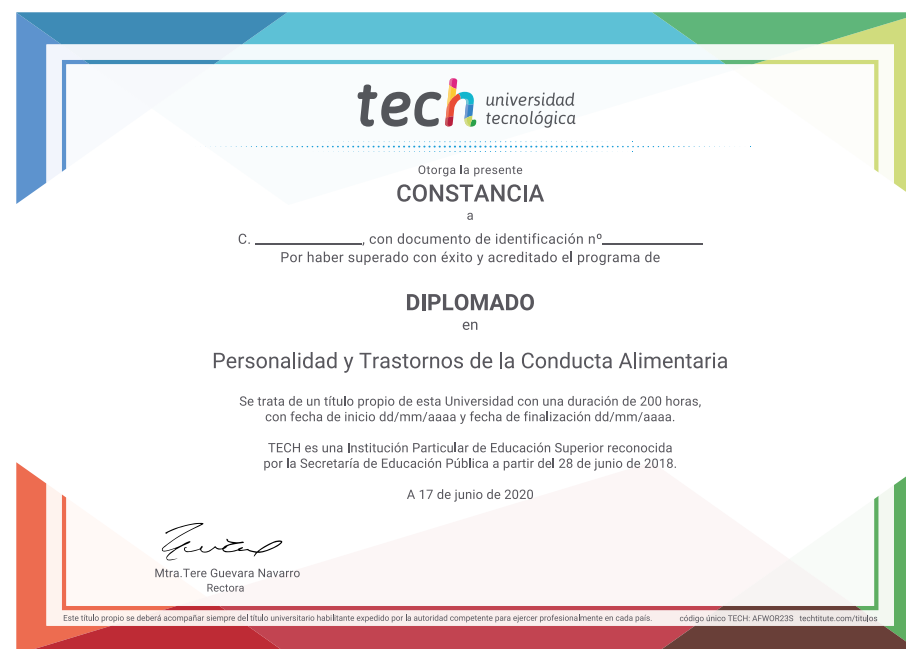 tech universidad
tecnológica
Otorga la presente
CONSTANCIA
a
C. ______________, con documento de identificación nº_____________
Por haber superado con éxito y acreditado el programa de
DIPLOMADO
en
Personalidad y Trastornos de la Conducta Alimentaria
Se trata de un título propio de esta Universidad con una duración de 200 horas,
con fecha de inicio dd/mm/aaaa y fecha de finalización dd/mm/aaaa.
TECH es una Institución Particular de Educación Superior reconocida
por la Secretaría de Educación Pública a partir del 28 de junio de 2018.
A 17 de junio de 2020
Mtra.Tere Guevara Navarro
Rectora
Este título propio se deberá acompañar siempre del título universitario habilitante expedido por la autoridad competente para ejercer profesionalmente en cada país.
código único TECH: AFWOR23S techtitute.com/titulos